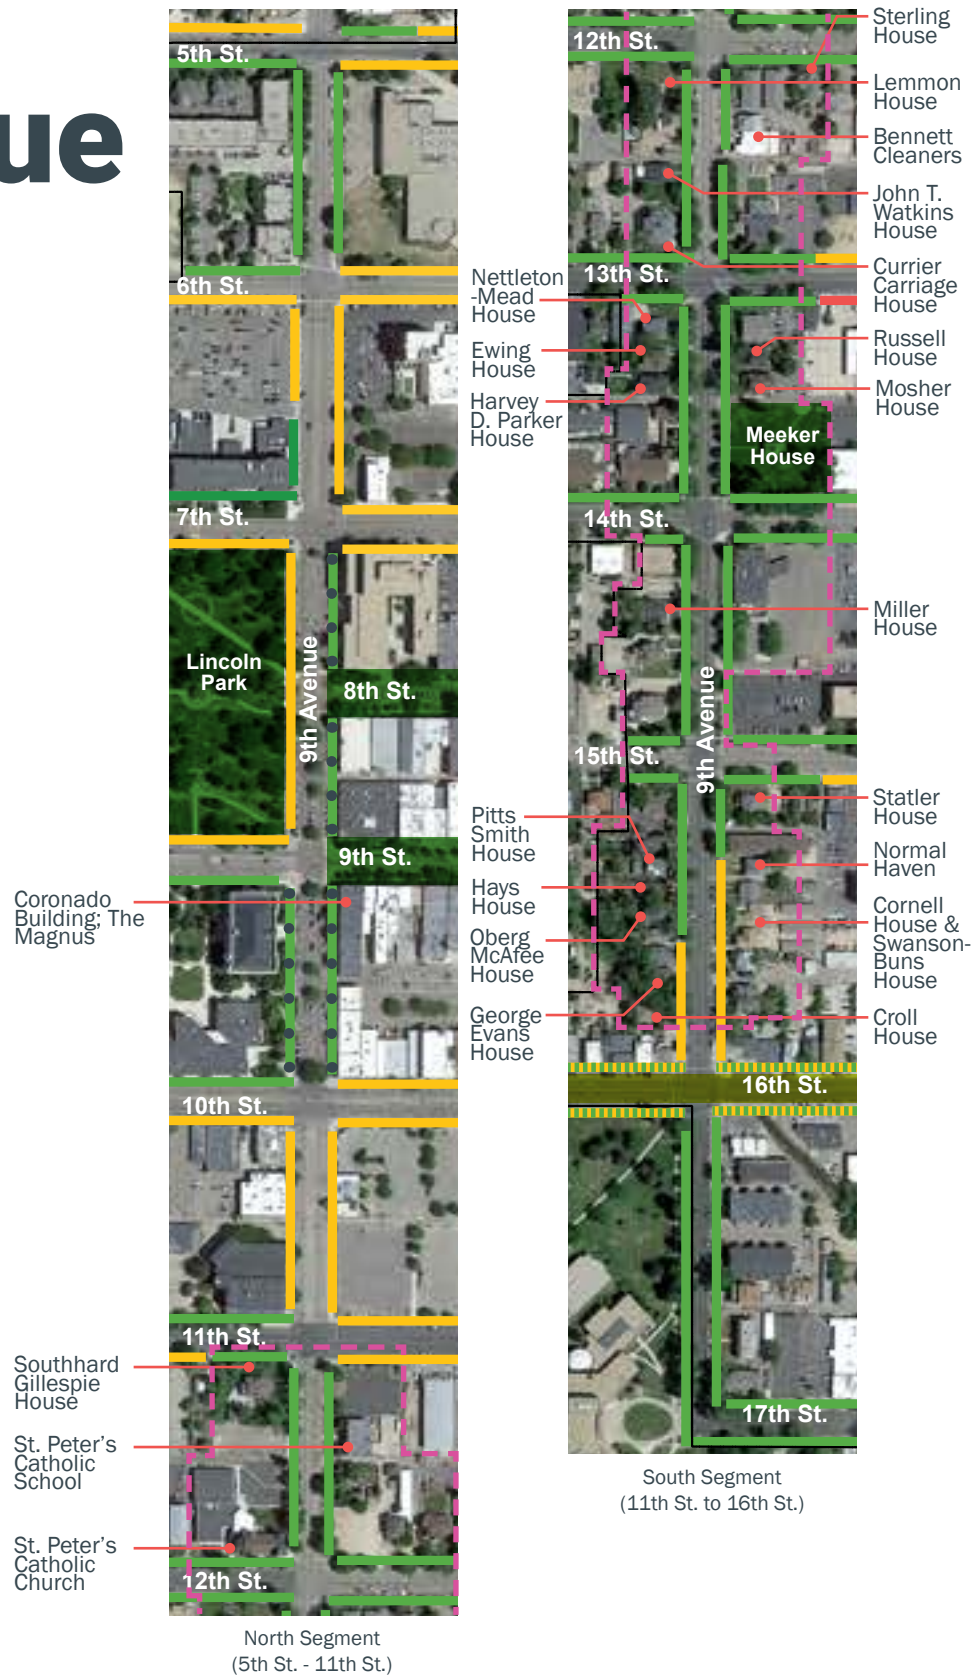 ue
5th St.
6th St.
7th St.
Lincoln
Park
9th Avenue
8th St.
9th St.
Coronado
Building; The
Magnus
10th St.
11th St.
Southhard
Gillespie
House
St. Peter's
Catholic
School
St. Peter's
Catholic
Church
12th St.
North Segment
(5th St. - 11th St.)
12th St.
Sterling
House
Lemmon
House
Bennett
Cleaners
John T.
Watkins
House
13th St.
Currier
Carriage
House
Nettleton
-Mead
House
Ewing
House
Harvey
D. Parker
House
Russell
House
Mosher
House
Meeker
House
14th St.
Miller
House
9th Avenue
15th St.
Statler
House
Pitts
Smith
House
Normal
Haven
Hays
House
Cornell
House &
Swanson-
Buns
House
Oberg
McAfee
House
George
Evans
House
Croll
House
16th St.
17th St.
South Segment
(11th St. to 16th St.)